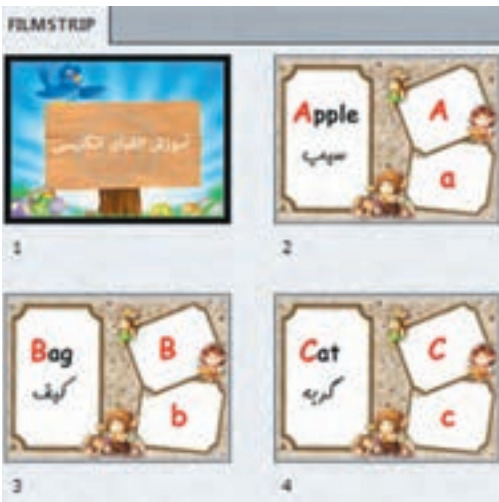 FILMSTRIP
آموزش الفبای انگلیسی
1
Apple
سیب
A
a
2
Bag
کیف
B
b
3
Cat
گربه
C
c
4